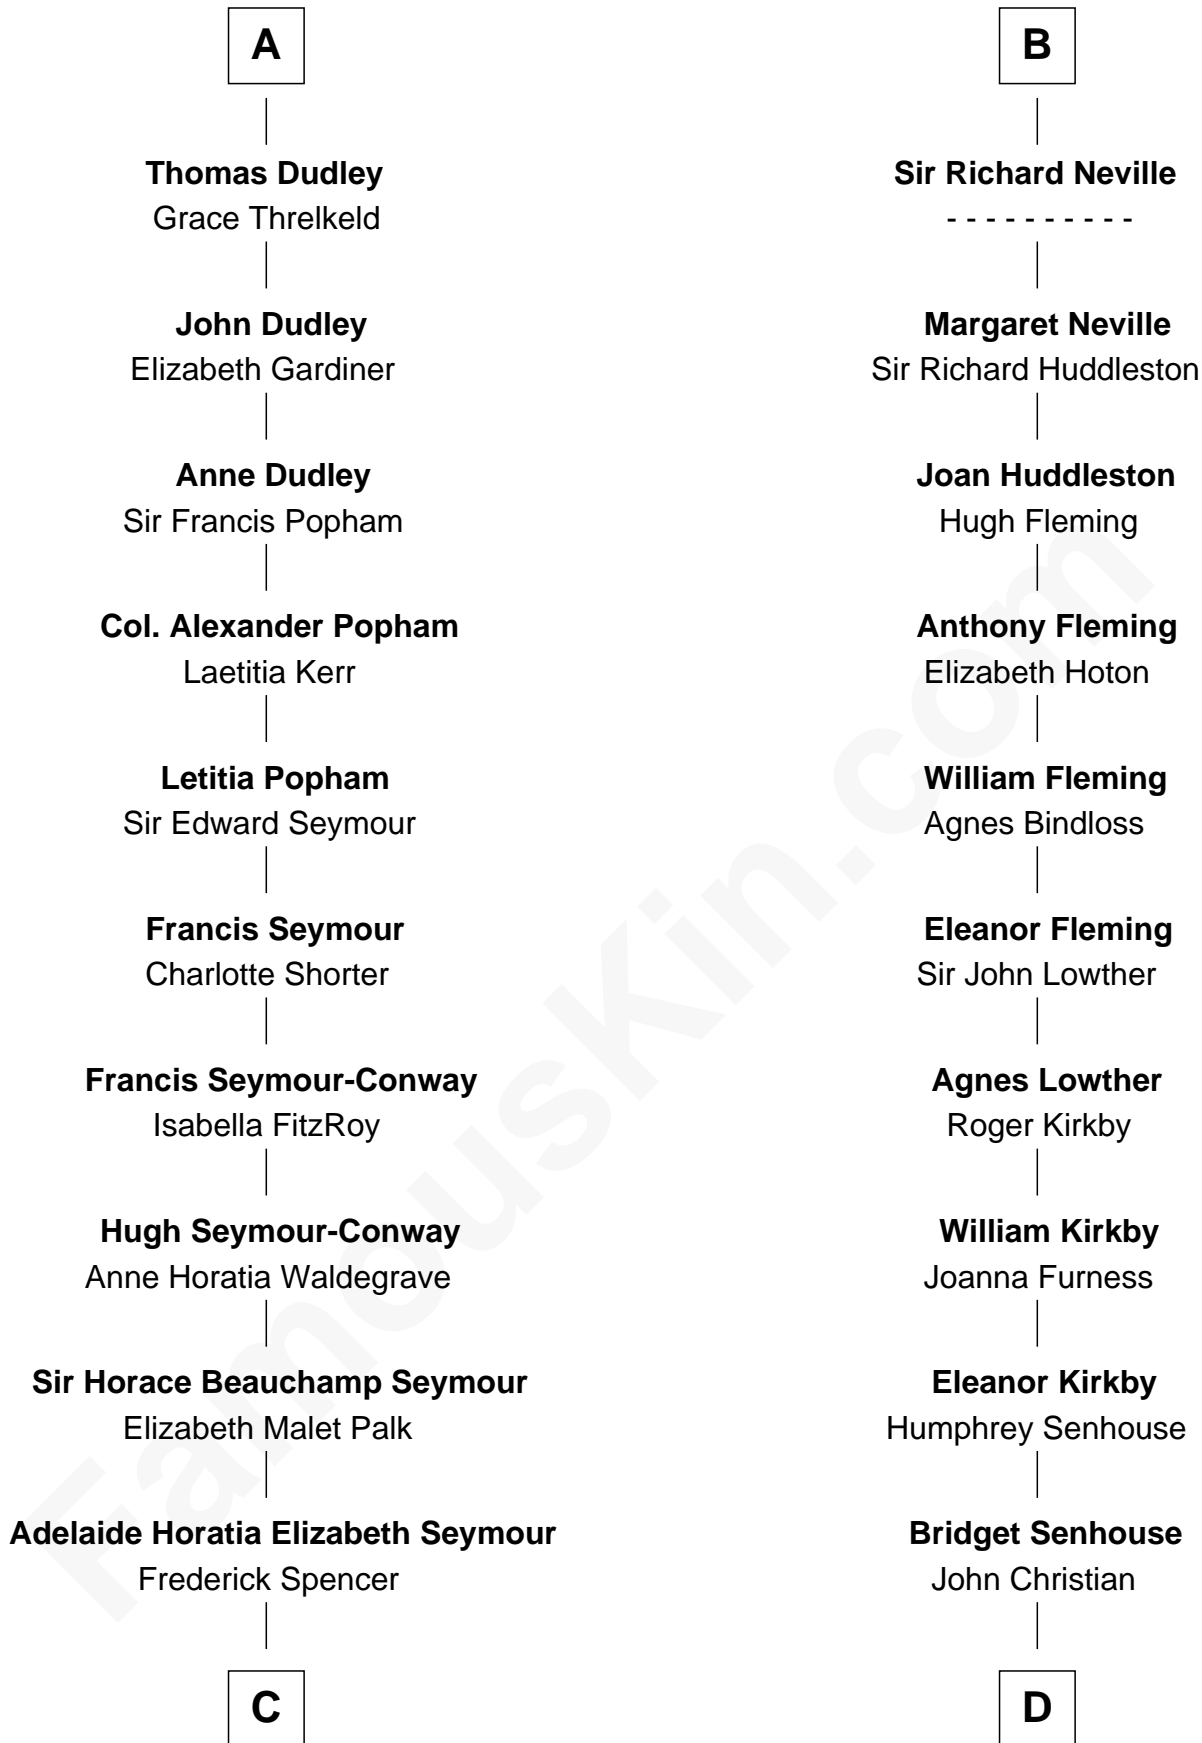 A
Thomas Dudley
Grace Threlkeld
John Dudley
Elizabeth Gardiner
Anne Dudley
Sir Francis Popham
Col. Alexander Popham
Laetitia Kerr
Letitia Popham
Sir Edward Seymour
Francis Seymour
Charlotte Shorter
Francis Seymour-Conway
Isabella FitzRoy
Hugh Seymour-Conway
Anne Horatia Waldegrave
Sir Horace Beauchamp Seymour
Elizabeth Malet Palk
Adelaide Horatia Elizabeth Seymour
Frederick Spencer
C
B
Sir Richard Neville
- - - - - - - - - -
Margaret Neville
Sir Richard Huddleston
Joan Huddleston
Hugh Fleming
Anthony Fleming
Elizabeth Hoton
William Fleming
Agnes Bindloss
Eleanor Fleming
Sir John Lowther
Agnes Lowther
Roger Kirkby
William Kirkby
Joanna Furness
Eleanor Kirkby
Humphrey Senhouse
Bridget Senhouse
John Christian
D
FamousKin.com